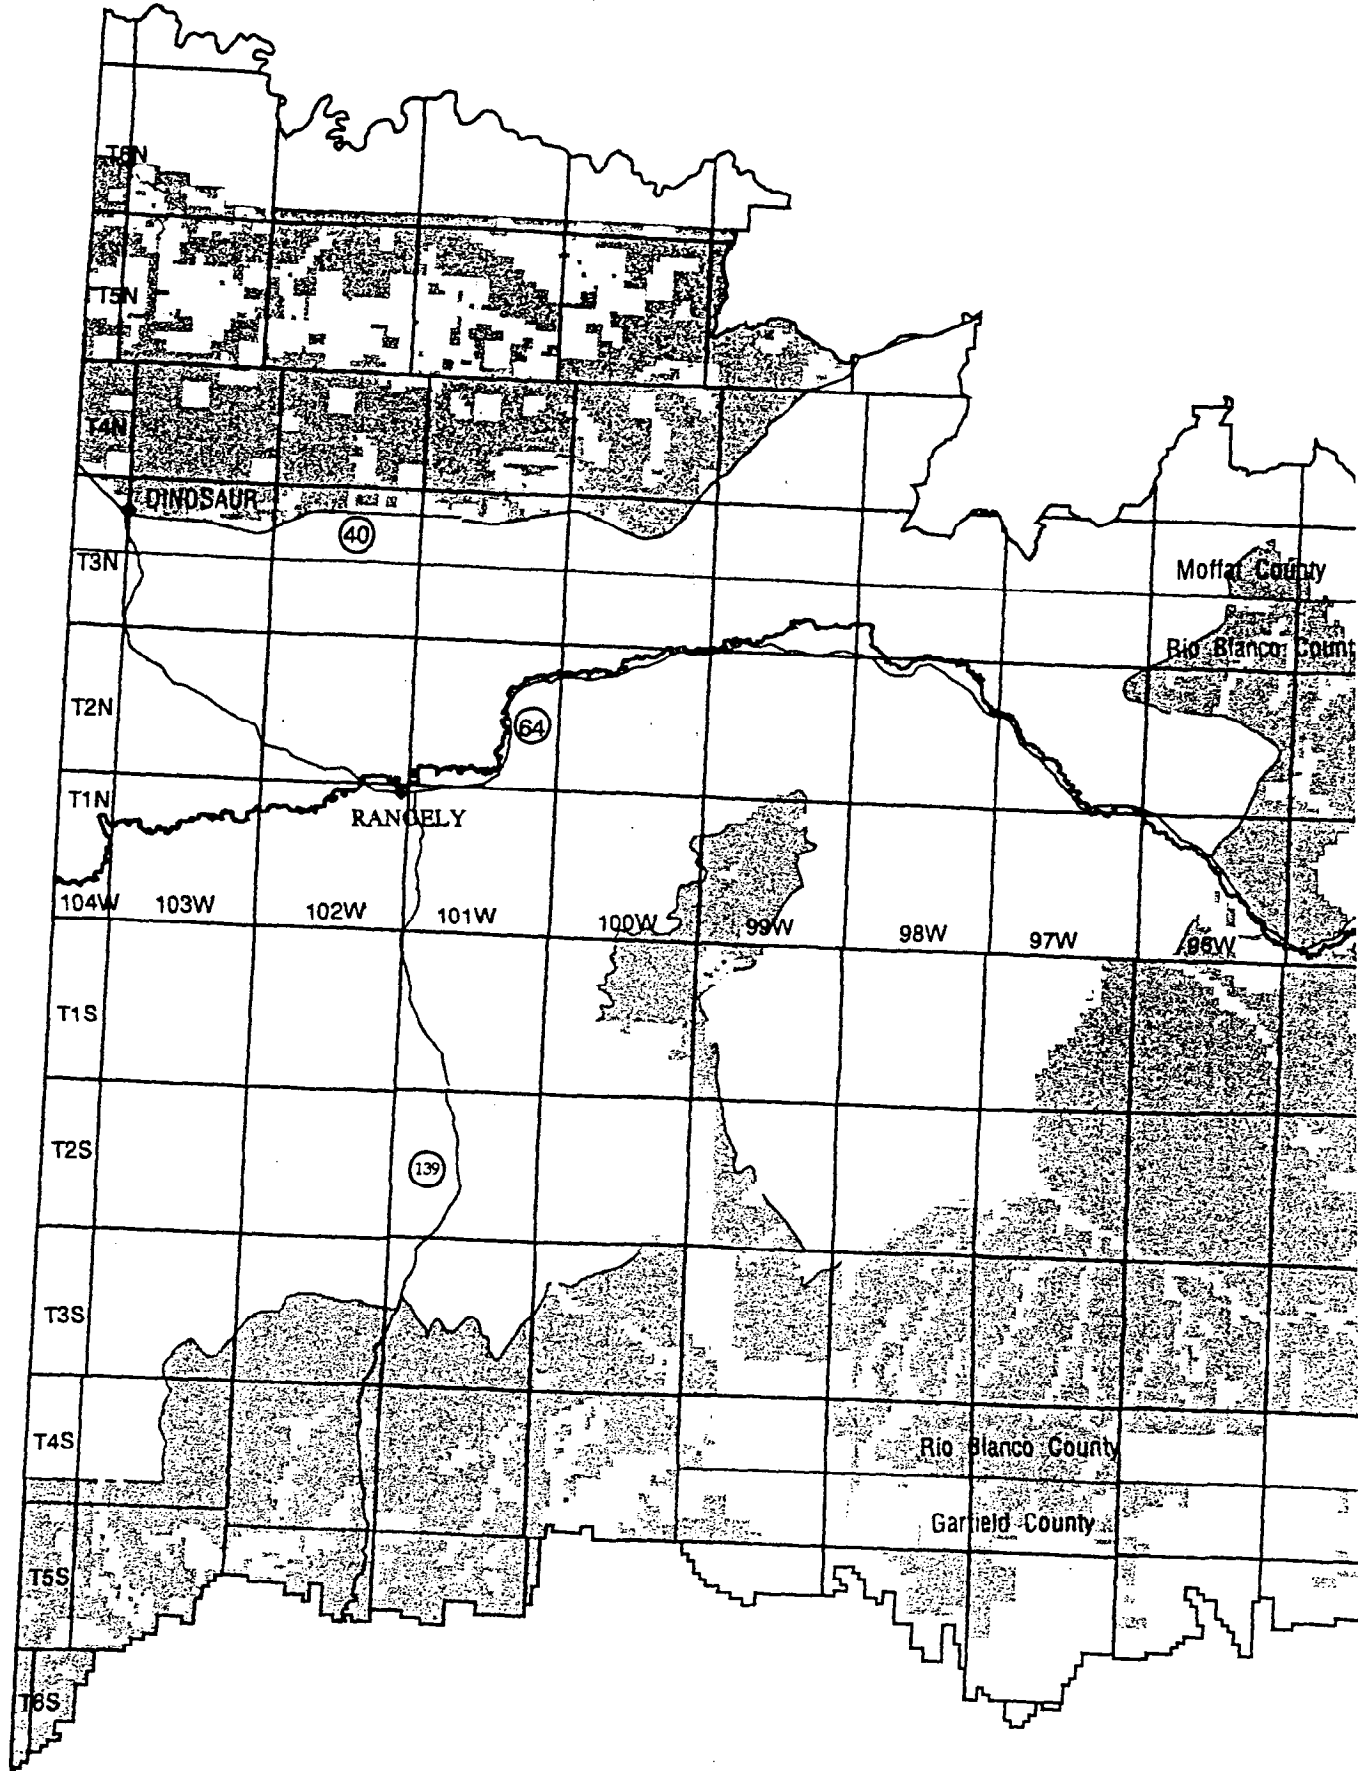 T6N
T5N
T4N
DINOSAUR
40
T3N
Moffat County
Rio Blanco Count
T2N
64
T1N
RANGELY
104W
103W
102W
101W
100W
99W
98W
97W
96W
T1S
T2S
139
T3S
T4S
Rio Blanco County
Garfield County
T5S
T6S